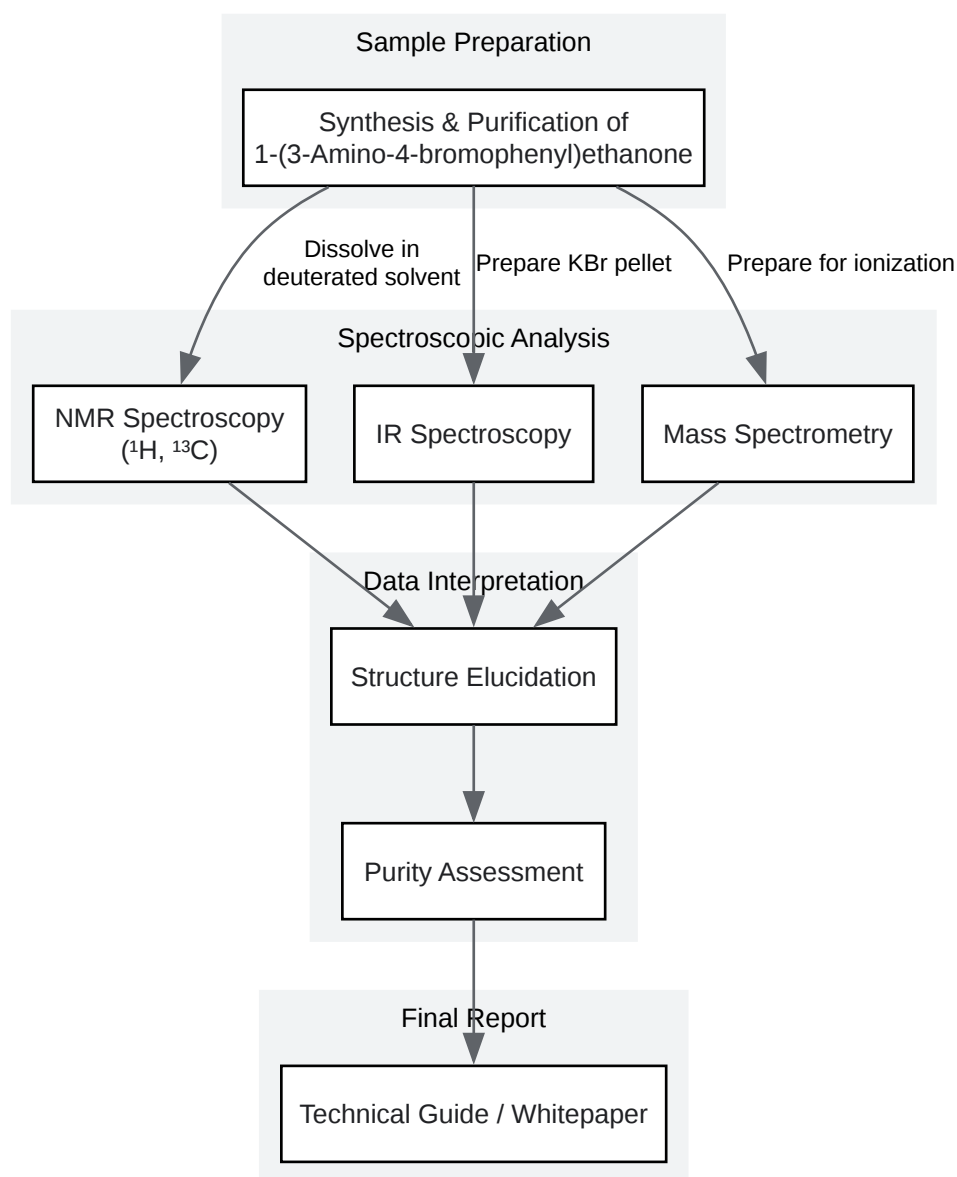 Sample Preparation
Synthesis & Purification of
1-(3-Amino-4-bromophenyl)ethanone
Dissolve in
deuterated solvent
Prepare KBr pellet
Prepare for ionization
Spectroscopic Analysis
NMR Spectroscopy
(¹H, ¹³C)
IR Spectroscopy
Mass Spectrometry
Data Interpretation
Structure Elucidation
Purity Assessment
Final Report
Technical Guide / Whitepaper